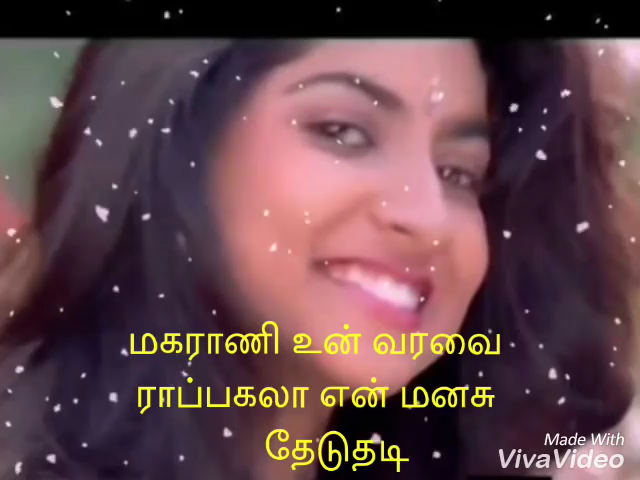 மகராணி உன் வரவை
ராப்பகலா என் மனசு
தேடுதடி
Made With
VivaVideo